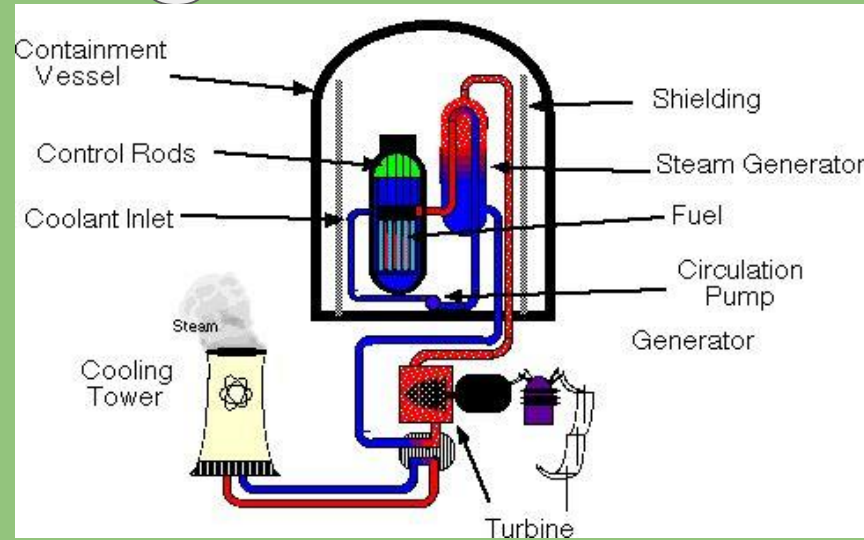 Containment
Vessel
Shielding
Control Rods
Steam Generator
Coolant Inlet
Fuel
Circulation
Pump
Steam
Generator
Cooling
Tower
Turbine